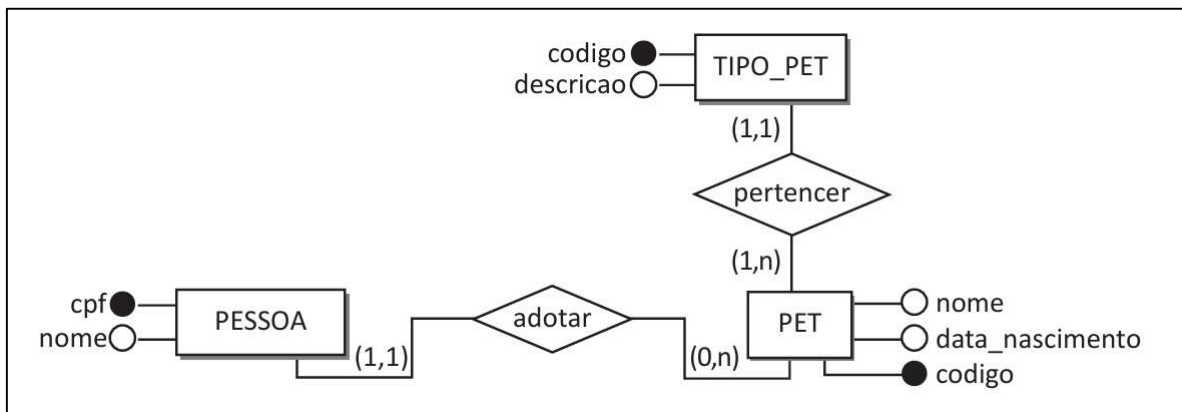 codigo
descricao
TIPO_PET
(1,1)
pertencer
(1,n)
cpf
nome
PESSOA
(1,1)
adotar
(0,n)
PET
nome
data_nascimento
codigo